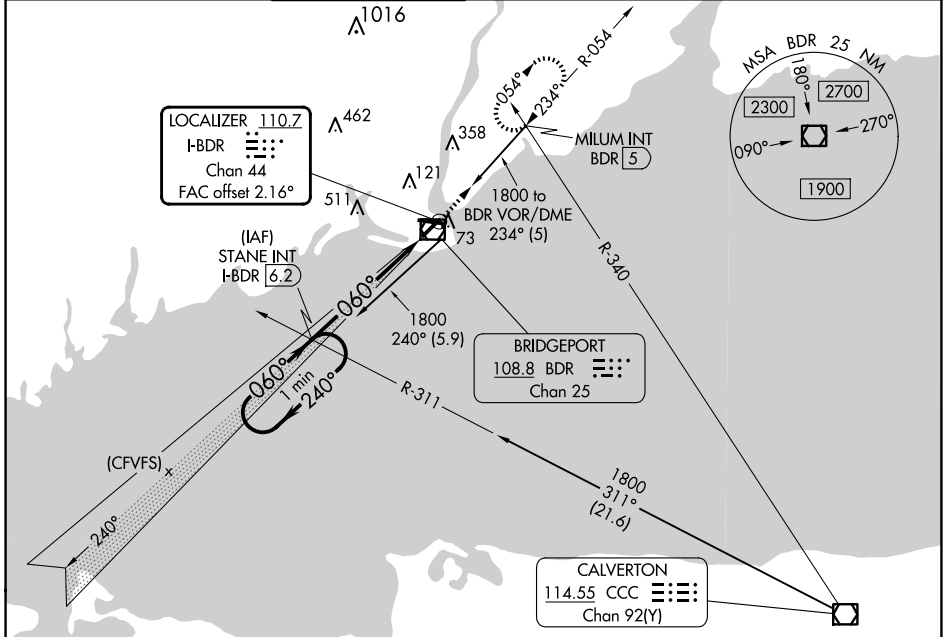 1016
MSA BDR 25 NM
180°
2300
2700
090°
270°
1900
R-054
054°
234°
LOCALIZER 110.7
I-BDR
Chan 44
FAC offset 2.16°
462
358
MILUM INT
BDR 5
121
511
1800 to
BDR VOR/DME
234° (5)
73
(IAF)
STANE INT
I-BDR 6.2
060°
1800
240° (5.9)
R-340
BRIDGEPORT
108.8 BDR
Chan 25
060°
1 min
240°
R-311
(CFVFS) x
240°
1800
311°
(21.6)
CALVERTON
114.55 CCC
Chan 92(Y)